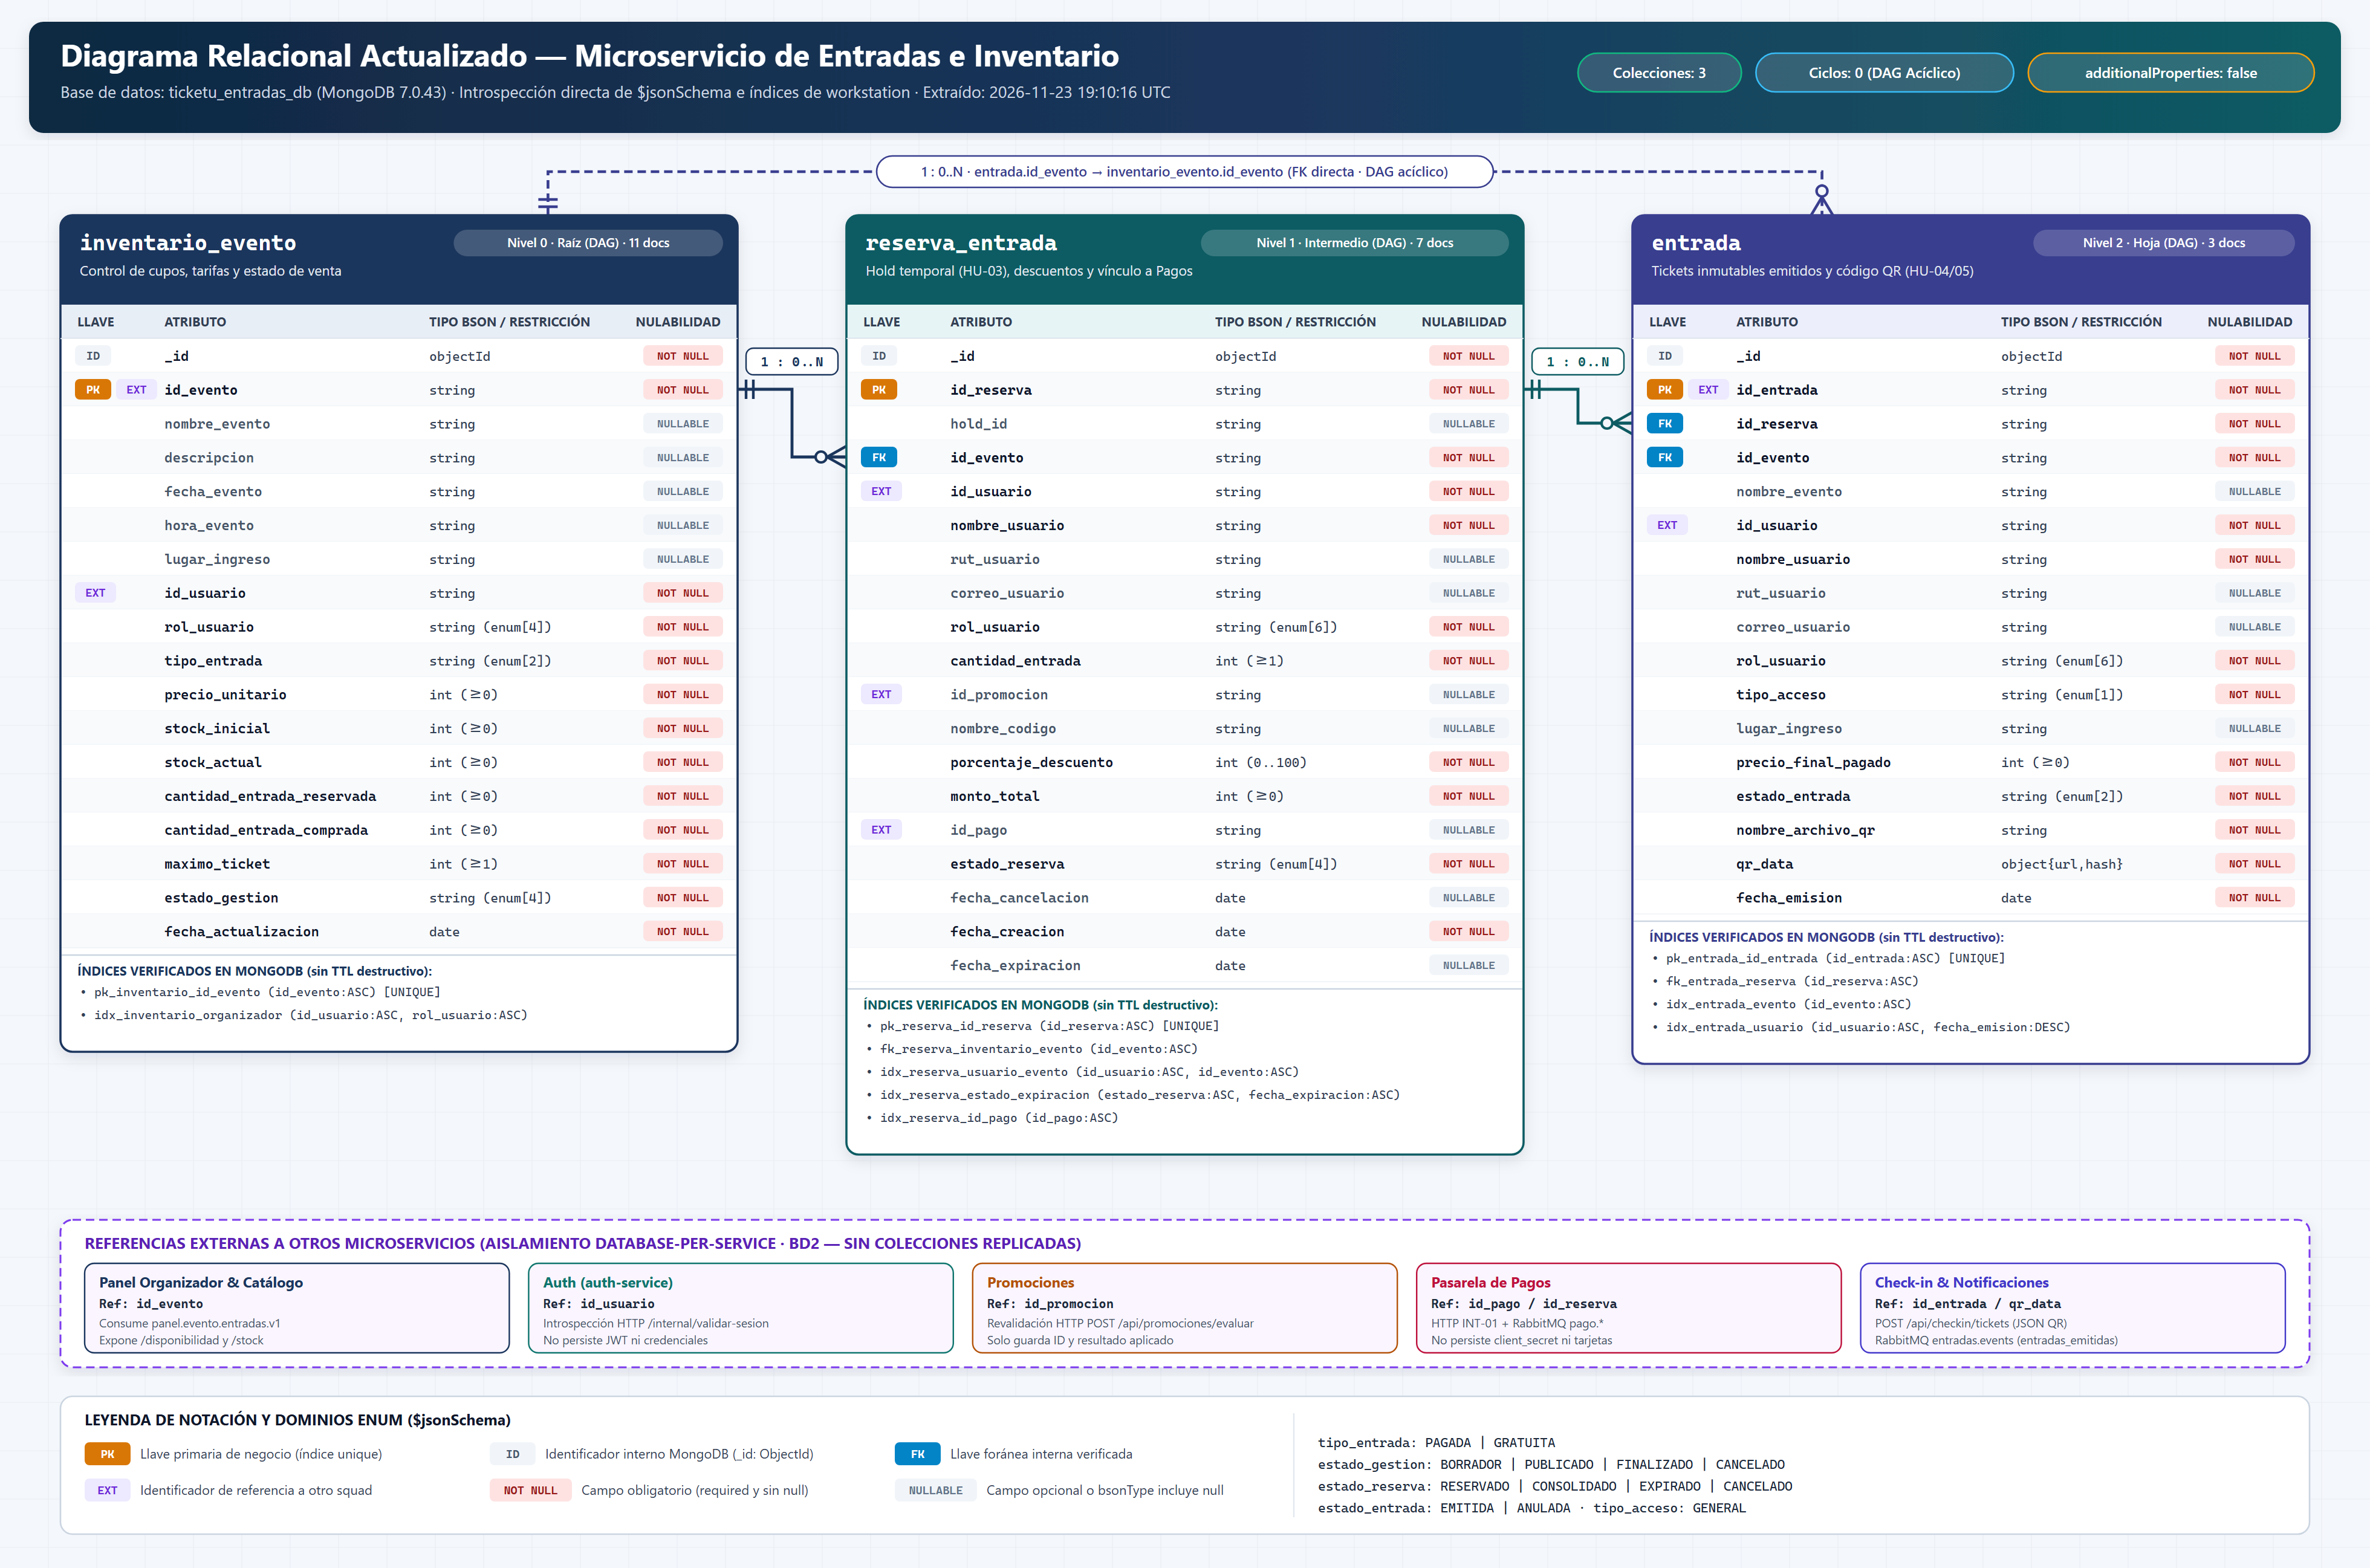 Diagrama Relacional Actualizado — Microservicio de Entradas e Inventario
Base de datos: ticketu_entradas_db (MongoDB 7.0.43) · Introspección directa de $jsonSchema e índices de workstation · Extraído: 2026-11-23 19:10:16 UTC
Colecciones: 3
Ciclos: 0 (DAG Acíclico)
additionalProperties: false
1 : 0..N · entrada.id_evento → inventario_evento.id_evento (FK directa · DAG acíclico)
inventario_evento
Nivel 0 · Raíz (DAG) · 11 docs
Control de cupos, tarifas y estado de venta
LLAVE ATRIBUTO TIPO BSON / RESTRICCIÓN NULABILIDAD
ID _id objectId NOT NULL
PK EXT id_evento string NOT NULL
nombre_evento string NULLABLE
descripcion string NULLABLE
fecha_evento string NULLABLE
hora_evento string NULLABLE
lugar_ingreso string NULLABLE
EXT id_usuario string NOT NULL
rol_usuario string (enum[4]) NOT NULL
tipo_entrada string (enum[2]) NOT NULL
precio_unitario int (≥0) NOT NULL
stock_inicial int (≥0) NOT NULL
stock_actual int (≥0) NOT NULL
cantidad_entrada_reservada int (≥0) NOT NULL
cantidad_entrada_comprada int (≥0) NOT NULL
maximo_ticket int (≥1) NOT NULL
estado_gestion string (enum[4]) NOT NULL
fecha_actualizacion date NOT NULL
ÍNDICES VERIFICADOS EN MONGODB (sin TTL destructivo):
• pk_inventario_id_evento (id_evento:ASC) [UNIQUE]
• idx_inventario_organizador (id_usuario:ASC, rol_usuario:ASC)
1 : 0..N
reserva_entrada
Nivel 1 · Intermedio (DAG) · 7 docs
Hold temporal (HU-03), descuentos y vínculo a Pagos
LLAVE ATRIBUTO TIPO BSON / RESTRICCIÓN NULABILIDAD
ID _id objectId NOT NULL
PK id_reserva string NOT NULL
hold_id string NULLABLE
FK id_evento string NOT NULL
EXT id_usuario string NOT NULL
nombre_usuario string NOT NULL
rut_usuario string NULLABLE
correo_usuario string NULLABLE
rol_usuario string (enum[6]) NOT NULL
cantidad_entrada int (≥1) NOT NULL
EXT id_promocion string NULLABLE
nombre_codigo string NULLABLE
porcentaje_descuento int (0..100) NOT NULL
monto_total int (≥0) NOT NULL
EXT id_pago string NULLABLE
estado_reserva string (enum[4]) NOT NULL
fecha_cancelacion date NULLABLE
fecha_creacion date NOT NULL
fecha_expiracion date NULLABLE
ÍNDICES VERIFICADOS EN MONGODB (sin TTL destructivo):
• pk_reserva_id_reserva (id_reserva:ASC) [UNIQUE]
• fk_reserva_inventario_evento (id_evento:ASC)
• idx_reserva_usuario_evento (id_usuario:ASC, id_evento:ASC)
• idx_reserva_estado_expiracion (estado_reserva:ASC, fecha_expiracion:ASC)
• idx_reserva_id_pago (id_pago:ASC)
1 : 0..N
entrada
Nivel 2 · Hoja (DAG) · 3 docs
Tickets inmutables emitidos y código QR (HU-04/05)
LLAVE ATRIBUTO TIPO BSON / RESTRICCIÓN NULABILIDAD
ID _id objectId NOT NULL
PK EXT id_entrada string NOT NULL
FK id_reserva string NOT NULL
FK id_evento string NOT NULL
nombre_evento string NULLABLE
EXT id_usuario string NOT NULL
nombre_usuario string NOT NULL
rut_usuario string NULLABLE
correo_usuario string NULLABLE
rol_usuario string (enum[6]) NOT NULL
tipo_acceso string (enum[1]) NOT NULL
lugar_ingreso string NULLABLE
precio_final_pagado int (≥0) NOT NULL
estado_entrada string (enum[2]) NOT NULL
nombre_archivo_qr string NOT NULL
qr_data object{url,hash} NOT NULL
fecha_emision date NOT NULL
ÍNDICES VERIFICADOS EN MONGODB (sin TTL destructivo):
• pk_entrada_id_entrada (id_entrada:ASC) [UNIQUE]
• fk_entrada_reserva (id_reserva:ASC)
• idx_entrada_evento (id_evento:ASC)
• idx_entrada_usuario (id_usuario:ASC, fecha_emision:DESC)
REFERENCIAS EXTERNAS A OTROS MICROSERVICIOS (AISLAMIENTO DATABASE-PER-SERVICE · BD2 — SIN COLECCIONES REPLICADAS)
Panel Organizador & Catálogo
Ref: id_evento
Consume panel.evento.entradas.v1
Expone /disponibilidad y /stock
Auth (auth-service)
Ref: id_usuario
Introspección HTTP /internal/validar-sesion
No persiste JWT ni credenciales
Promociones
Ref: id_promocion
Revalidación HTTP POST /api/promociones/evaluar
Solo guarda ID y resultado aplicado
Pasarela de Pagos
Ref: id_pago / id_reserva
HTTP INT-01 + RabbitMQ pago.*
No persiste client_secret ni tarjetas
Check-in & Notificaciones
Ref: id_entrada / qr_data
POST /api/checkin/tickets (JSON QR)
RabbitMQ entradas.events (entradas_emitidas)
LEYENDA DE NOTACIÓN Y DOMINIOS ENUM ($jsonSchema)
PK Llave primaria de negocio (índice unique)
ID Identificador interno MongoDB (_id: ObjectId)
FK Llave foránea interna verificada
EXT Identificador de referencia a otro squad
NOT NULL Campo obligatorio (required y sin null)
NULLABLE Campo opcional o bsonType incluye null
tipo_entrada: PAGADA | GRATUITA
estado_gestion: BORRADOR | PUBLICADO | FINALIZADO | CANCELADO
estado_reserva: RESERVADO | CONSOLIDADO | EXPIRADO | CANCELADO
estado_entrada: EMITIDA | ANULADA · tipo_acceso: GENERAL